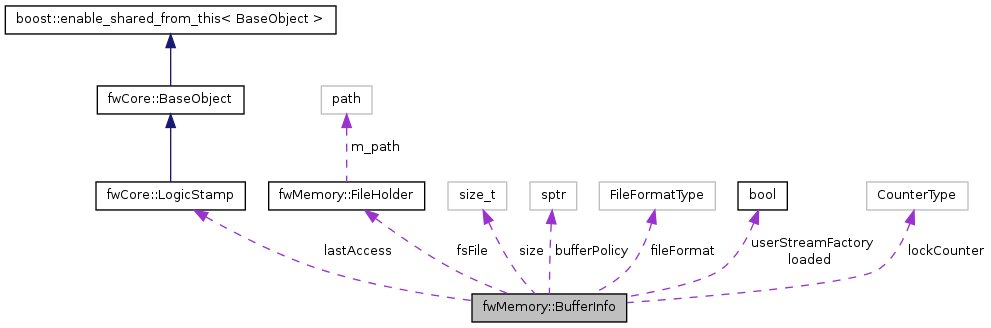 boost::enable_shared_from_this< BaseObject >
fwCore::BaseObject
path
m_path
fwCore::LogicStamp
fwMemory::FileHolder
size_t
sptr
FileFormatType
bool
CounterType
lastAccess
fsFile
size
bufferPolicy
fileFormat
userStreamFactory
loaded
lockCounter
fwMemory::BufferInfo